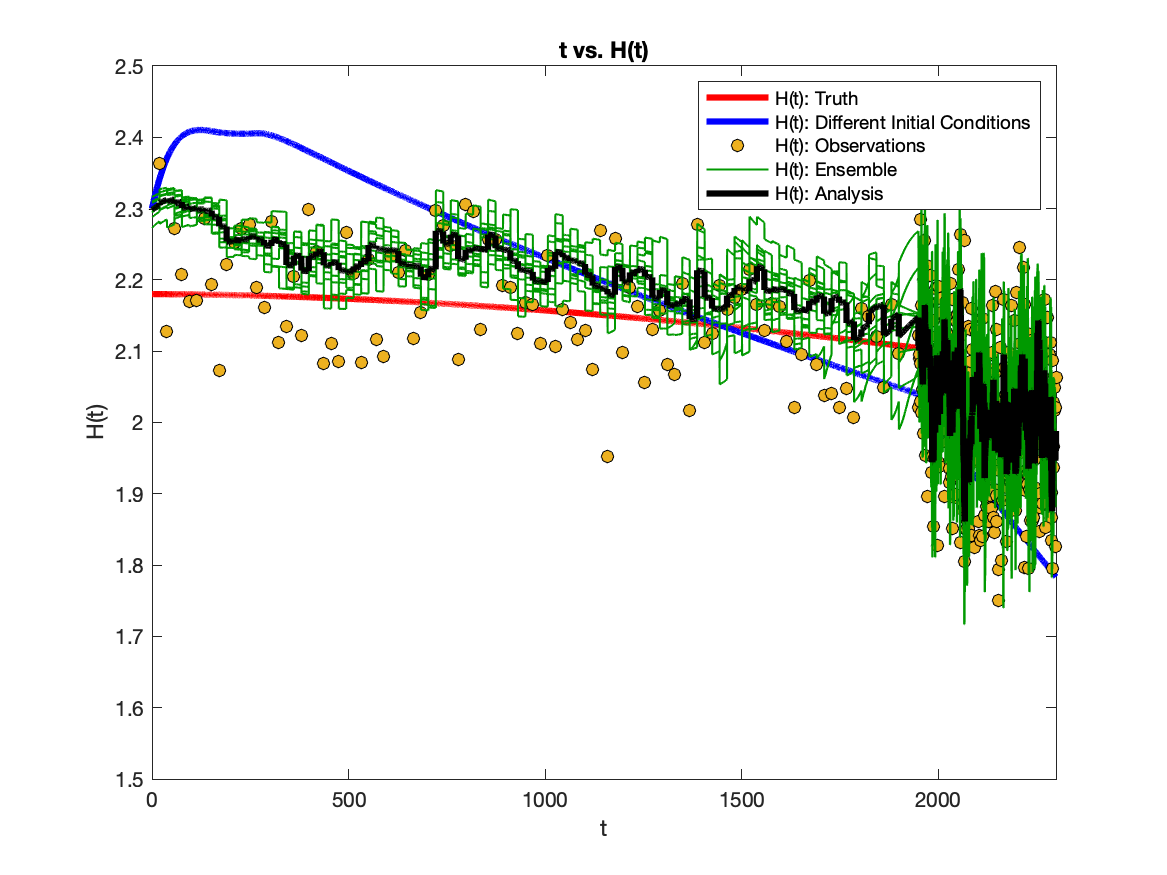 t vs. H(t)
2.5
2.4
2.3
2.2
2.1
2
1.9
1.8
1.7
1.6
1.5
H(t)
H(t): Truth
H(t): Different Initial Conditions
H(t): Observations
H(t): Ensemble
H(t): Analysis
0 500 1000 1500 2000
t